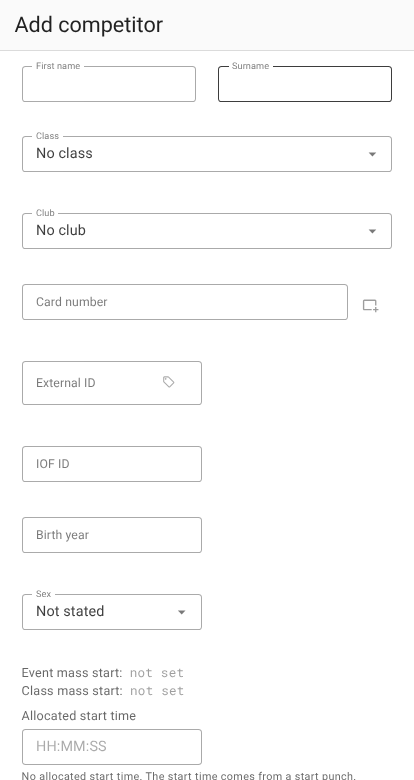 Add competitor
First name
Surname
Class
No class
Club
No club
Card number
External ID
IOF ID
Birth year
Sex
Not stated
Event mass start: not set
Class mass start: not set
Allocated start time
HH:MM:SS
No allocated start time. The start time comes from a start punch.